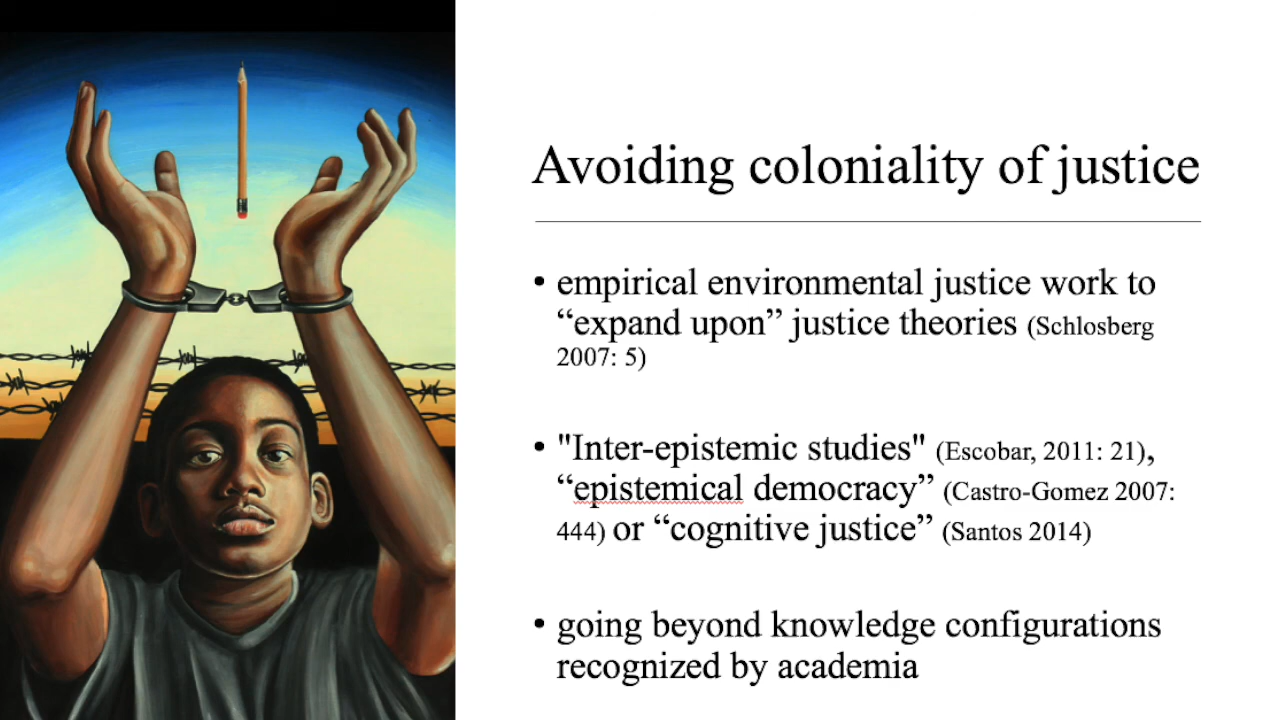 Avoiding coloniality of justice
• empirical environmental justice work to
“expand upon” justice theories (Schlosberg
2007: 5)
• "Inter-epistemic studies" (Escobar, 2011: 21),
“epistemical democracy” (Castro-Gomez 2007:
444) or “cognitive justice” (Santos 2014)
• going beyond knowledge configurations
recognized by academia